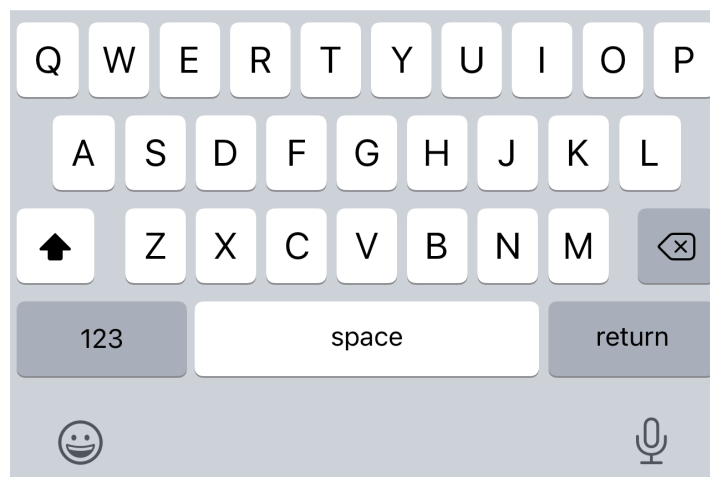 Q W E R T Y U I O P
A S D F G H J K L
Z X C V B N M
123 space return